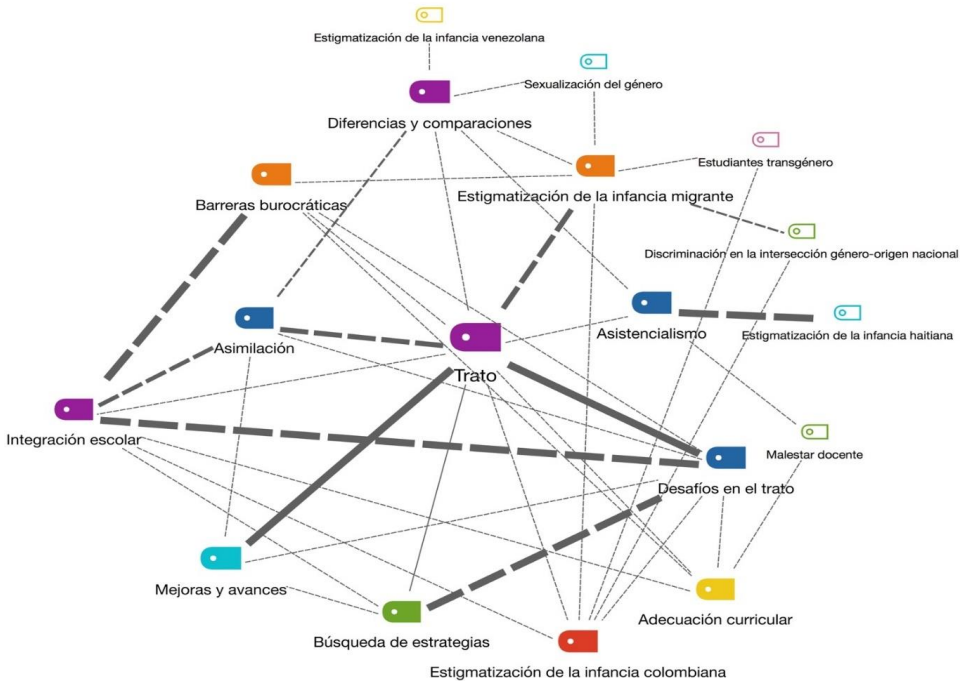 Estigmatización de la infancia venezolana
Sexualización del género
Diferencias y comparaciones
Estudiantes transgénero
Estigmatización de la infancia migrante
Barreras burocráticas
Discriminación en la intersección género-origen nacional
Asistencialismo
Estigmatización de la infancia haitiana
Asimilación
Trato
Integración escolar
Malestar docente
Desafíos en el trato
Mejoras y avances
Adecuación curricular
Búsqueda de estrategias
Estigmatización de la infancia colombiana